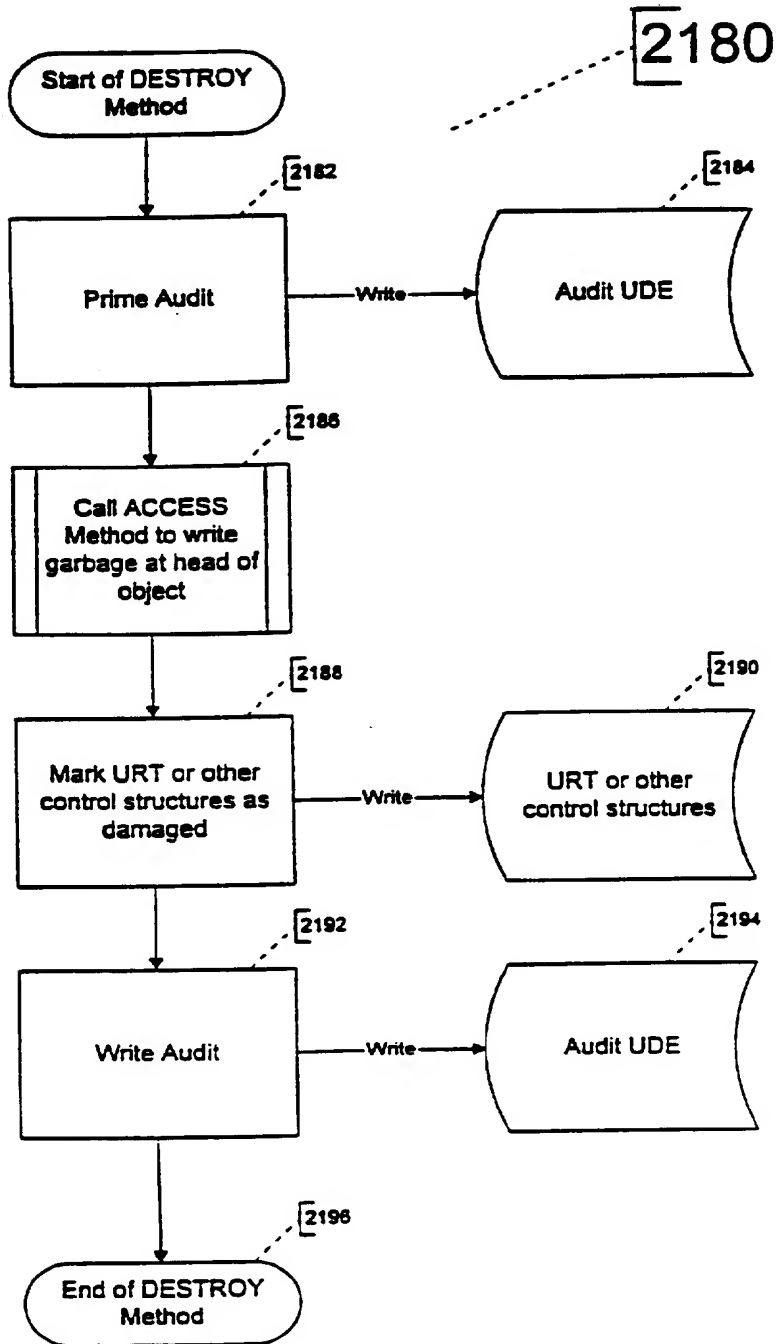 2180
Start of DESTROY
Method
2182
2184
Prime Audit
Write
Audit UDE
2186
Call ACCESS
Method to write
garbage at head of
object
2188
2190
Mark URT or other
control structures as
damaged
Write
URT or other
control structures
2192
2194
Write Audit
Write
Audit UDE
2196
End of DESTROY
Method